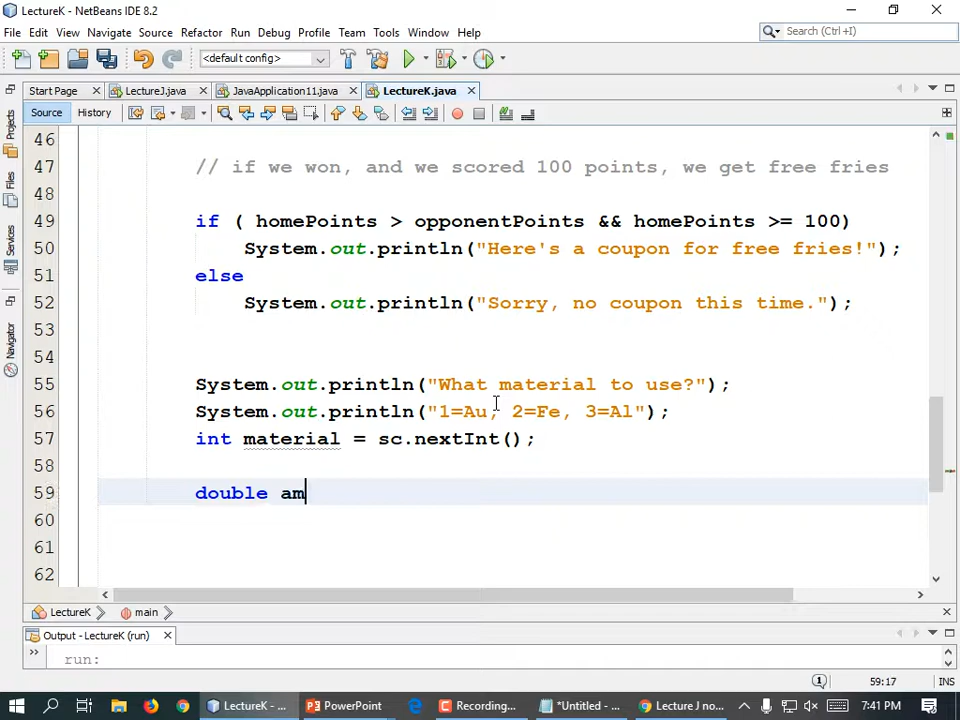 LectureK - NetBeans IDE 8.2
File Edit View Navigate Source Refactor Run Debug Profile Team Tools Window Help
Search (Ctrl+I)
<default config>
Start Page LectureJ.java JavaApplication11.java LectureK.java
Source History
Projects
Files
Services
Navigator
46
47 // if we won, and we scored 100 points, we get free fries
48
49 if ( homePoints > opponentPoints && homePoints >= 100)
50 System.out.println("Here's a coupon for free fries!");
51 else
52 System.out.println("Sorry, no coupon this time.");
53
54
55 System.out.println("What material to use?");
56 System.out.println("1=Au, 2=Fe, 3=Al");
57 int material = sc.nextInt();
58
59 double am
60
61
62
LectureK main
Output - LectureK (run)
run:
1 59:17 INS
LectureK - ... PowerPoint Recording... *Untitled - ... Lecture J no... 7:41 PM